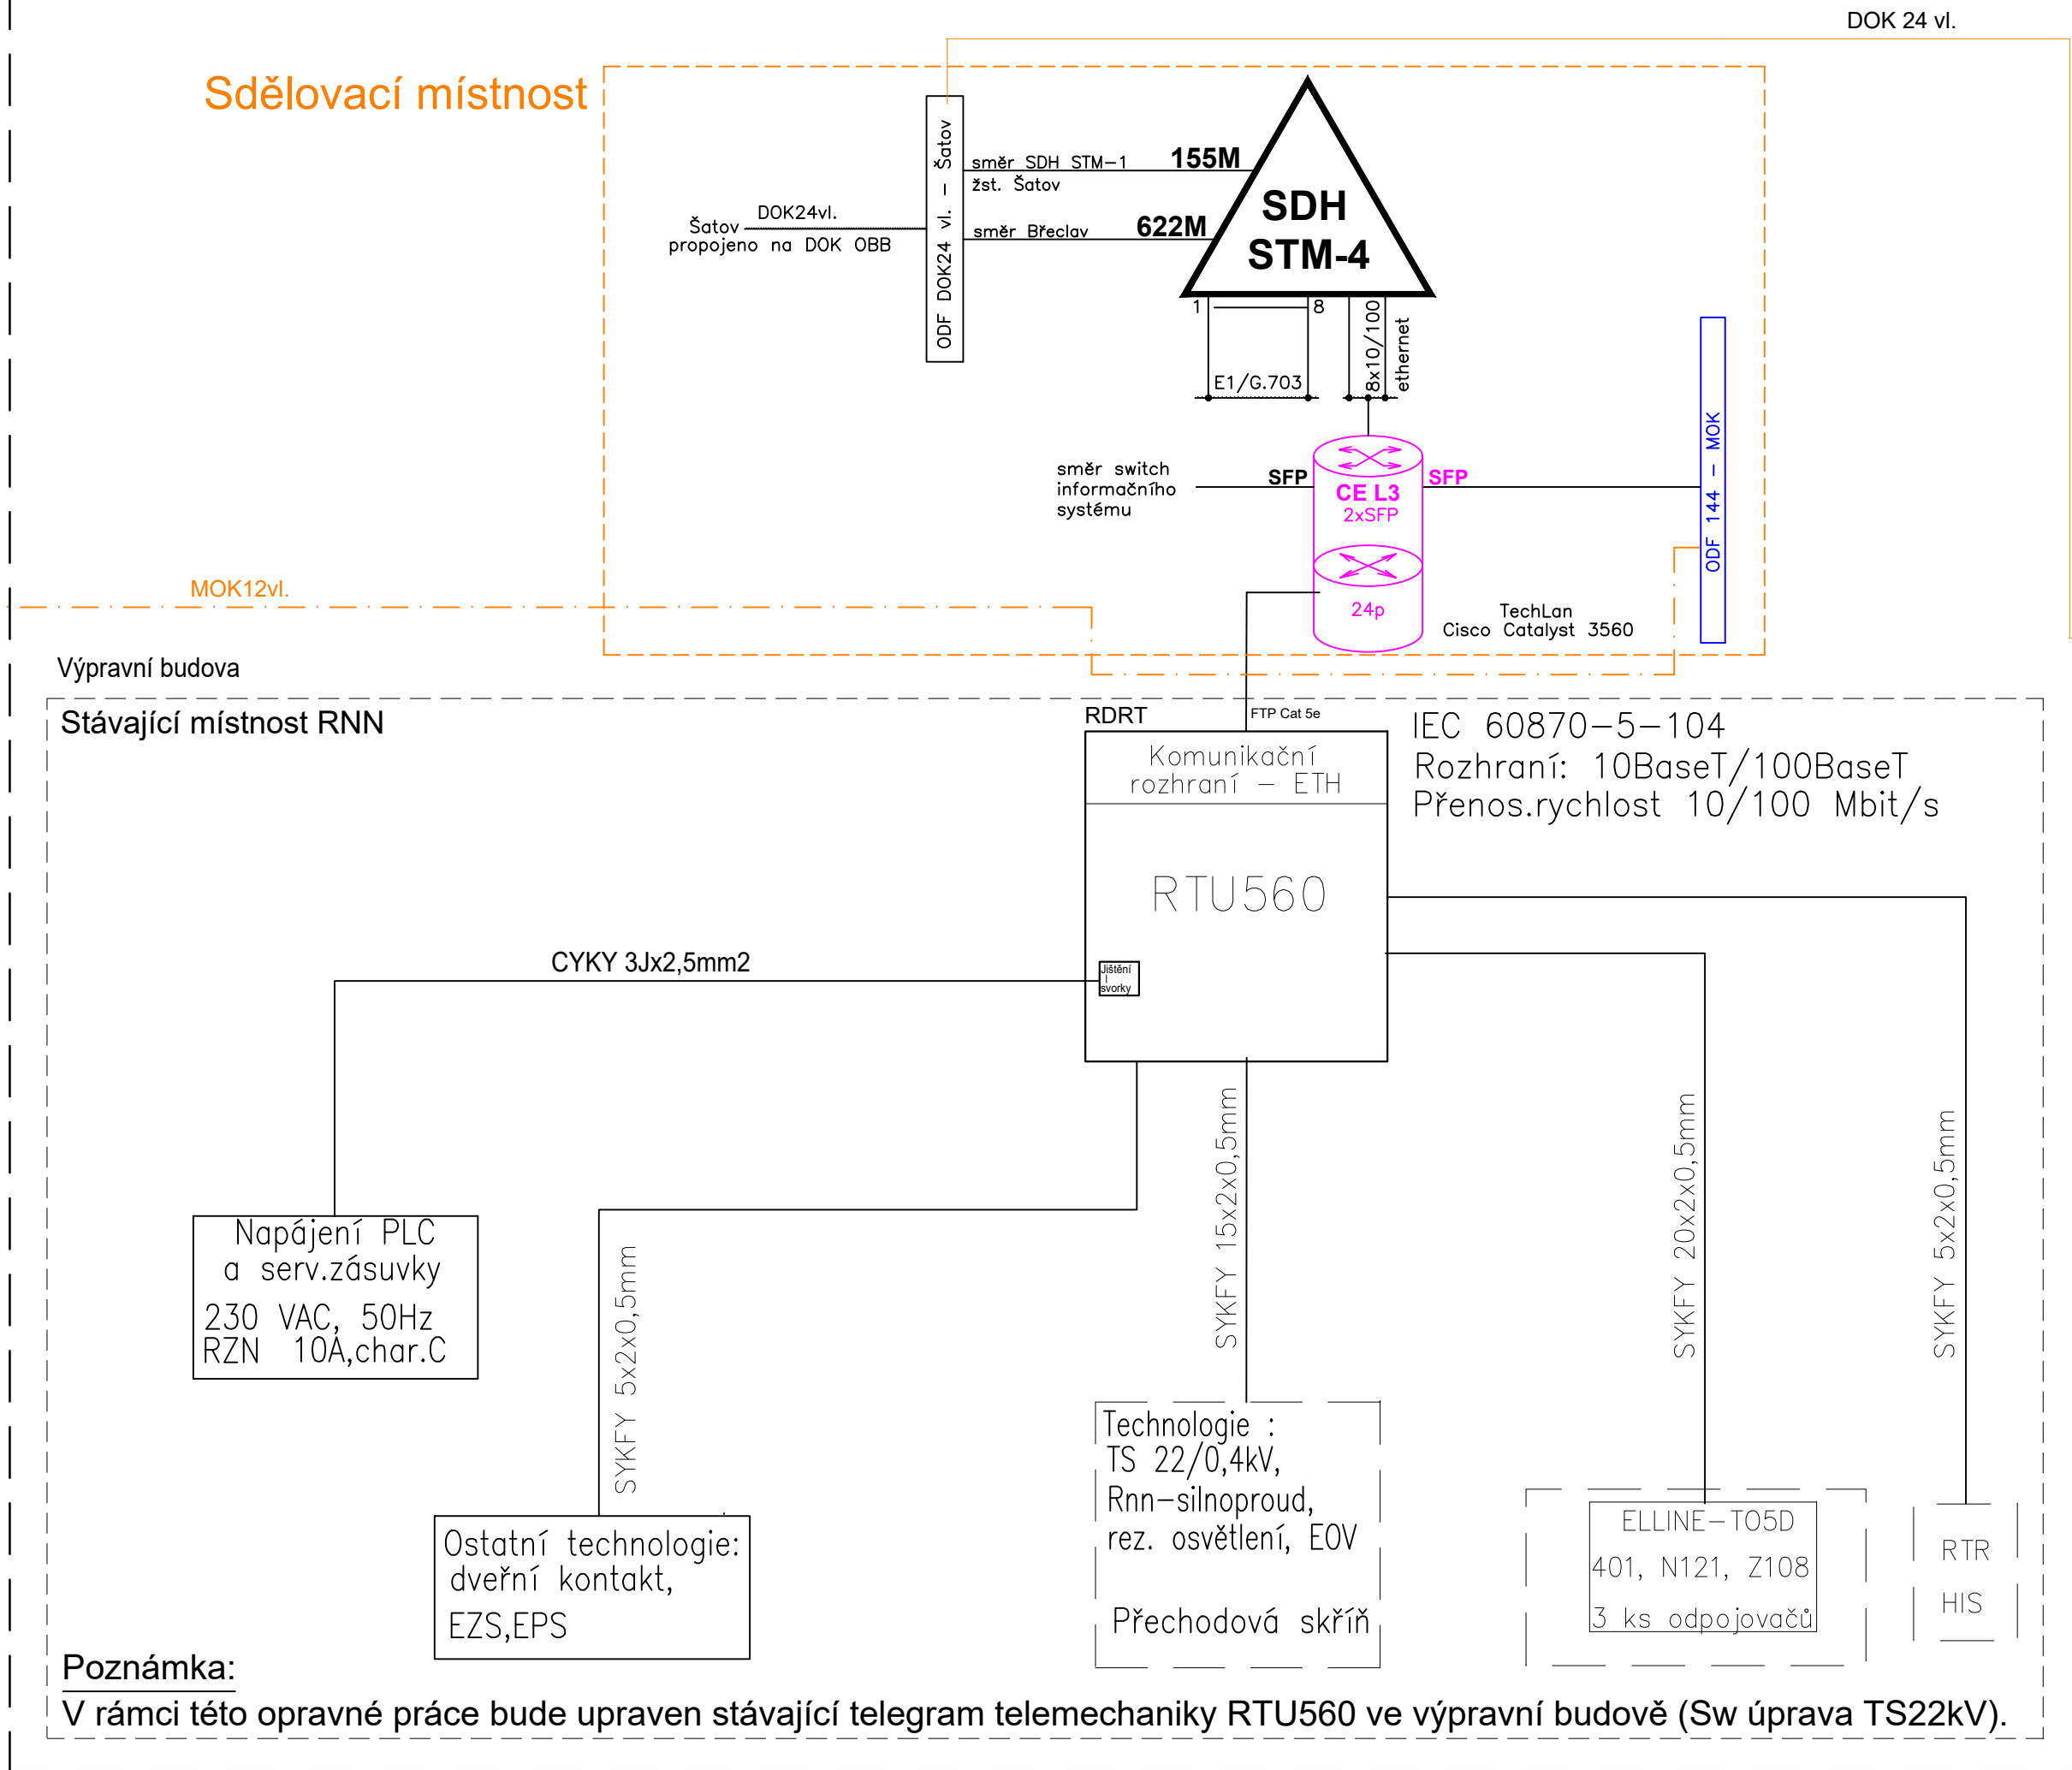 DOK 24 vl.
Sdělovací místnost
ODF DOK24 vl. – Šatov
směr SDH STM–1
155M
žst. Šatov
SDH
STM-4
DOK24vl.
Šatov
propojeno na DOK OBB
směr Břeclav
622M
1
8
E1/G.703
8x10/100
ethernet
ODF 144 – MOK
směr switch
informačního
systému
SFP
CE L3
2xSFP
SFP
24p
TechLan
Cisco Catalyst 3560
MOK12vl.
Výpravní budova
Stávající místnost RNN
RDRT
FTP Cat 5e
Komunikační
rozhraní – ETH
IEC 60870–5–104
Rozhraní: 10BaseT/100BaseT
Přenos.rychlost 10/100 Mbit/s
RTU560
Jištění
I
svorky
CYKY 3Jx2,5mm2
SYKFY 5x2x0,5mm
SYKFY 15x2x0,5mm
SYKFY 20x2x0,5mm
SYKFY 5x2x0,5mm
Napájení PLC
a serv.zásuvky
230 VAC, 50Hz
RZN 10A,char.C
Ostatní technologie:
dveřní kontakt,
EZS,EPS
Technologie :
TS 22/0,4kV,
Rnn–silnoproud,
rez. osvětlení, EOV
Přechodová skříň
ELLINE–TO5D
401, N121, Z108
3 ks odpojovačů
RTR
HIS
Poznámka:
V rámci této opravné práce bude upraven stávající telegram telemechaniky RTU560 ve výpravní budově (Sw úprava TS22kV).